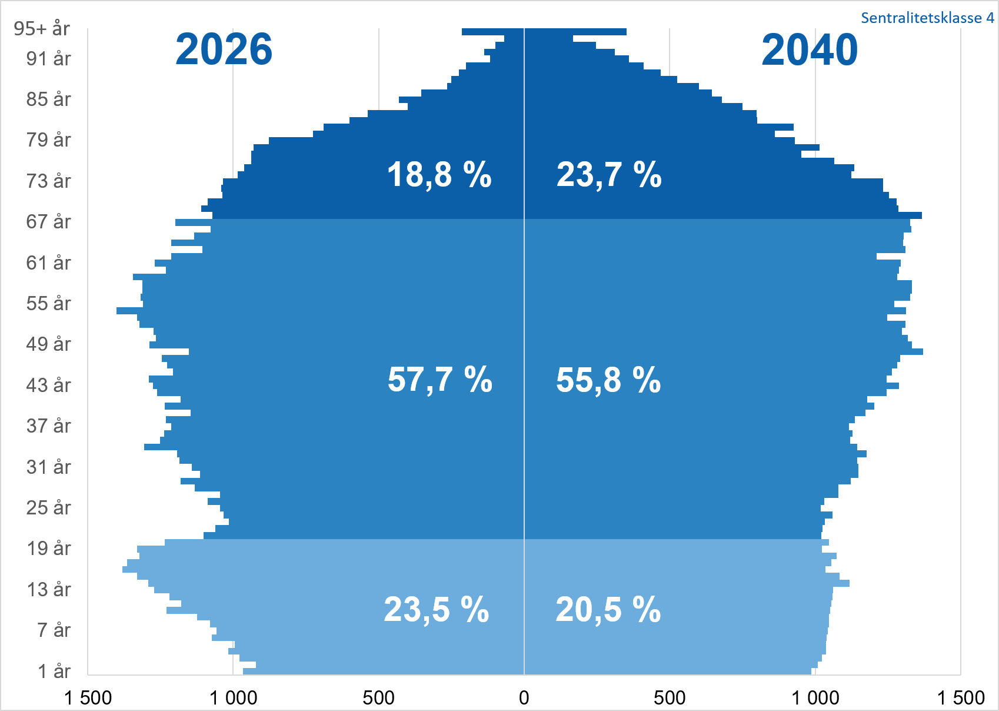 Sentralitetsklasse 4
2026
2040
95+ år
91 år
85 år
79 år
73 år
67 år
61 år
55 år
49 år
43 år
37 år
31 år
25 år
19 år
13 år
7 år
1 år
18,8 %
23,7 %
57,7 %
55,8 %
23,5 %
20,5 %
1 500
1 000
500
0
500
1 000
1 500